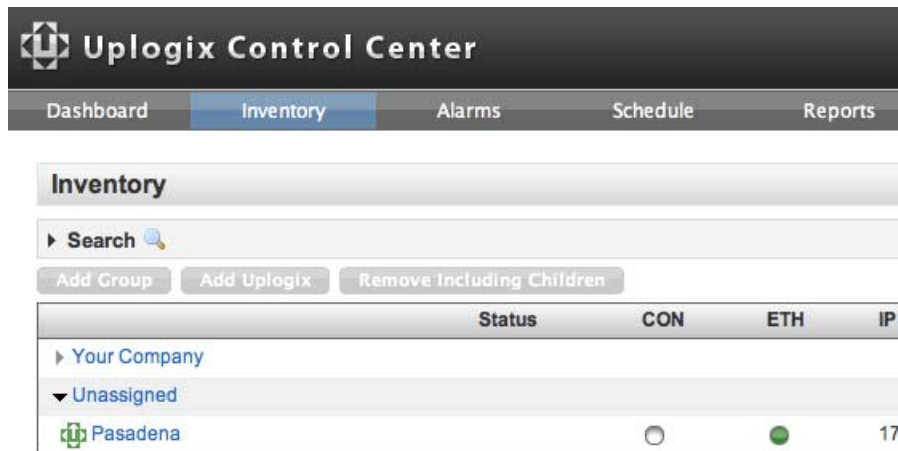 Uplogix Control Center
Dashboard Inventory Alarms Schedule Reports
Inventory
Search
Add Group Add Uplogix Remove Including Children
Status CON ETH IP
Your Company
Unassigned
Pasadena 17